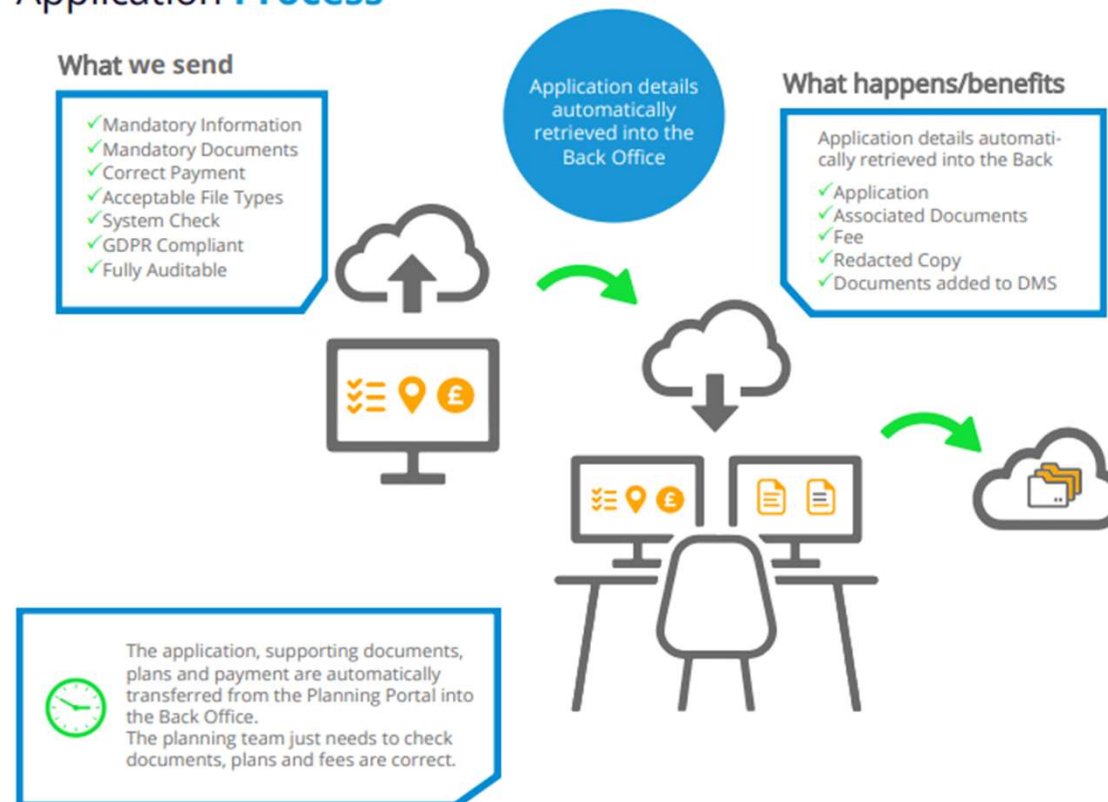 Application Process
What we send
✓Mandatory Information
✓Mandatory Documents
✓Correct Payment
✓Acceptable File Types
✓System Check
✓GDPR Compliant
✓Fully Auditable
Application details
automatically
retrieved into the
Back Office
What happens/benefits
Application details automati-
cally retrieved into the Back
✓Application
✓Associated Documents
✓Fee
✓Redacted Copy
✓Documents added to DMS
£
£
The application, supporting documents,
plans and payment are automatically
transferred from the Planning Portal into
the Back Office.
The planning team just needs to check
documents, plans and fees are correct.